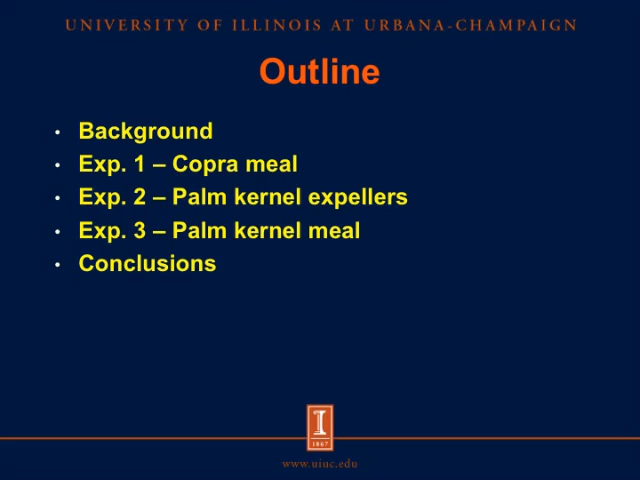 UNIVERSITY OF ILLINOIS AT URBANA-CHAMPAIGN
Outline
• Background
• Exp. 1 – Copra meal
• Exp. 2 – Palm kernel expellers
• Exp. 3 – Palm kernel meal
• Conclusions
I
1867
www.uiuc.edu